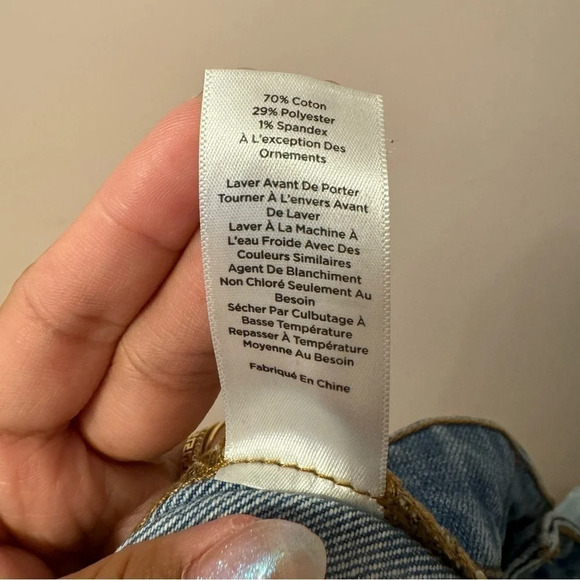 70% Coton
29% Polyester
1% Spandex
À L'exception Des
Ornements
Laver Avant De Porter
Tourner À L'envers Avant
De Laver
Laver À La Machine À
L'eau Froide Avec Des
Couleurs Similaires
Agent De Blanchiment
Non Chloré Seulement Au
Besoin
Sécher Par Culbutage À
Basse Température
Repasser À Température
Moyenne Au Besoin
Fabriqué En Chine